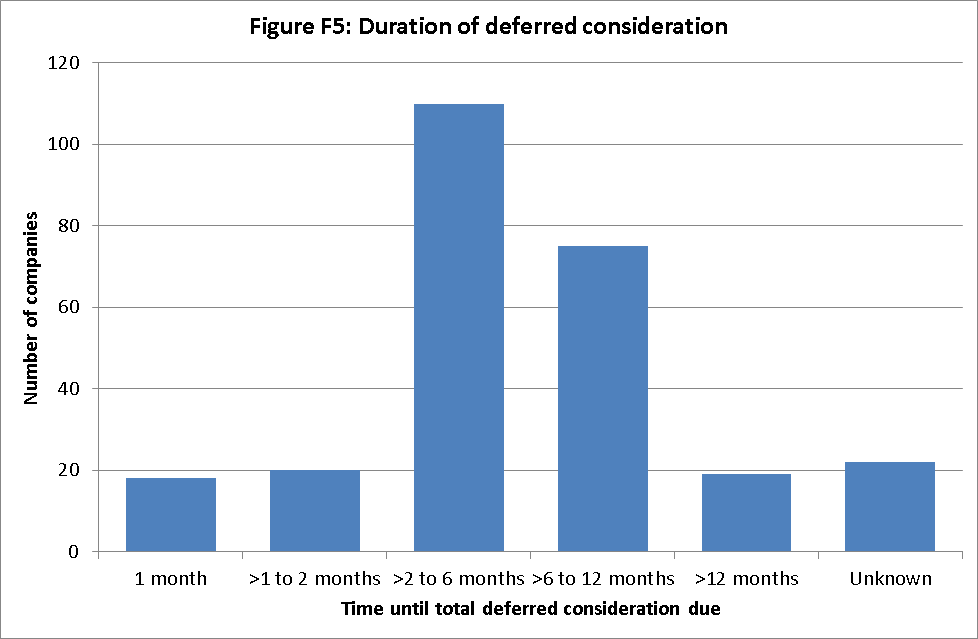 Figure F5: Duration of deferred consideration
120
100
80
60
40
20
0
Number of companies
1 month >1 to 2 months >2 to 6 months >6 to 12 months >12 months Unknown
Time until total deferred consideration due